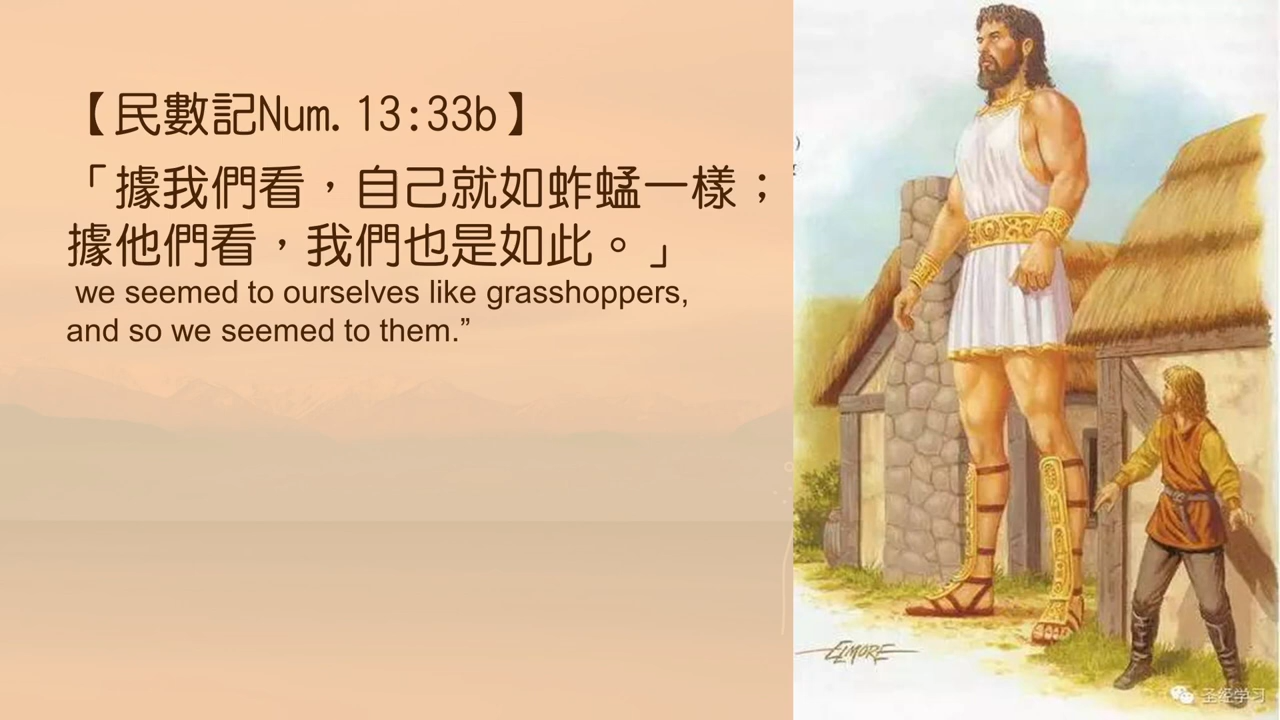 【民數記Num. 13:33b】
「據我們看，自己就如蚱蜢一樣；
據他們看，我們也是如此。」
we seemed to ourselves like grasshoppers,
and so we seemed to them.”
)
ELMORE
圣经学习